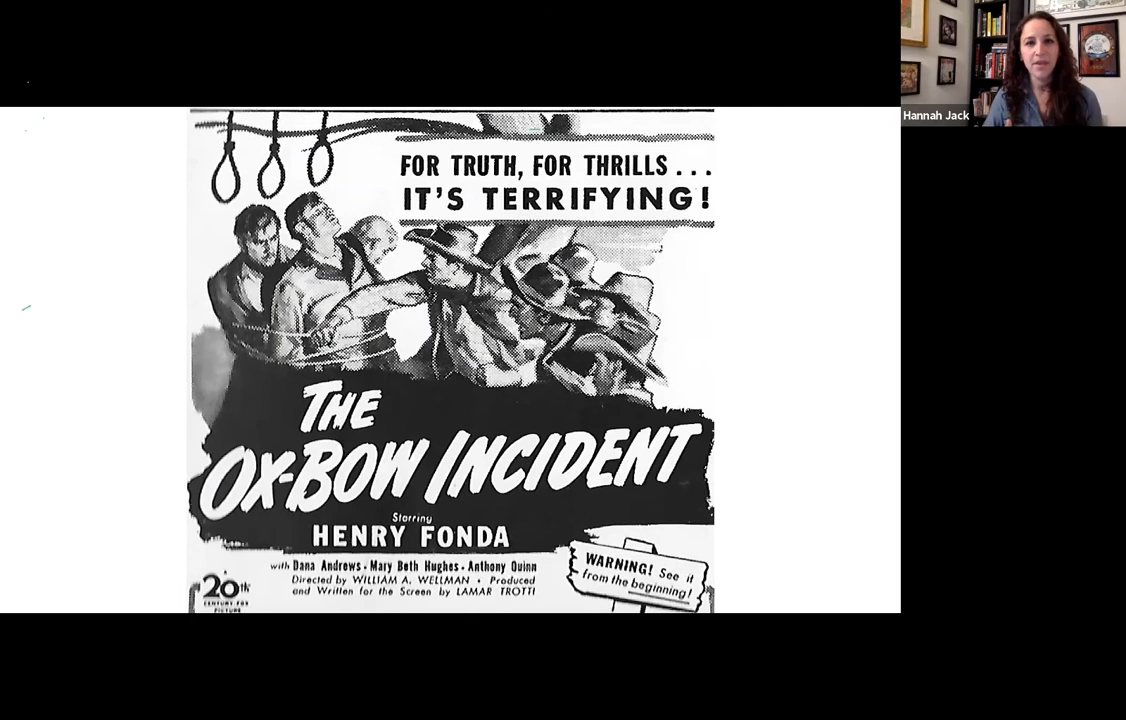 Hannah Jack
FOR TRUTH, FOR THRILLS...
IT'S TERRIFYING!
THE
OX-BOW INCIDENT
Starring
HENRY FONDA
with Dana Andrews • Mary Beth Hughes • Anthony Quinn
Directed by WILLIAM A. WELLMAN • Produced
and Written for the Screen by LAMAR TROTTI
20th
CENTURY-FOX
PICTURE
WARNING! See it
from the beginning!